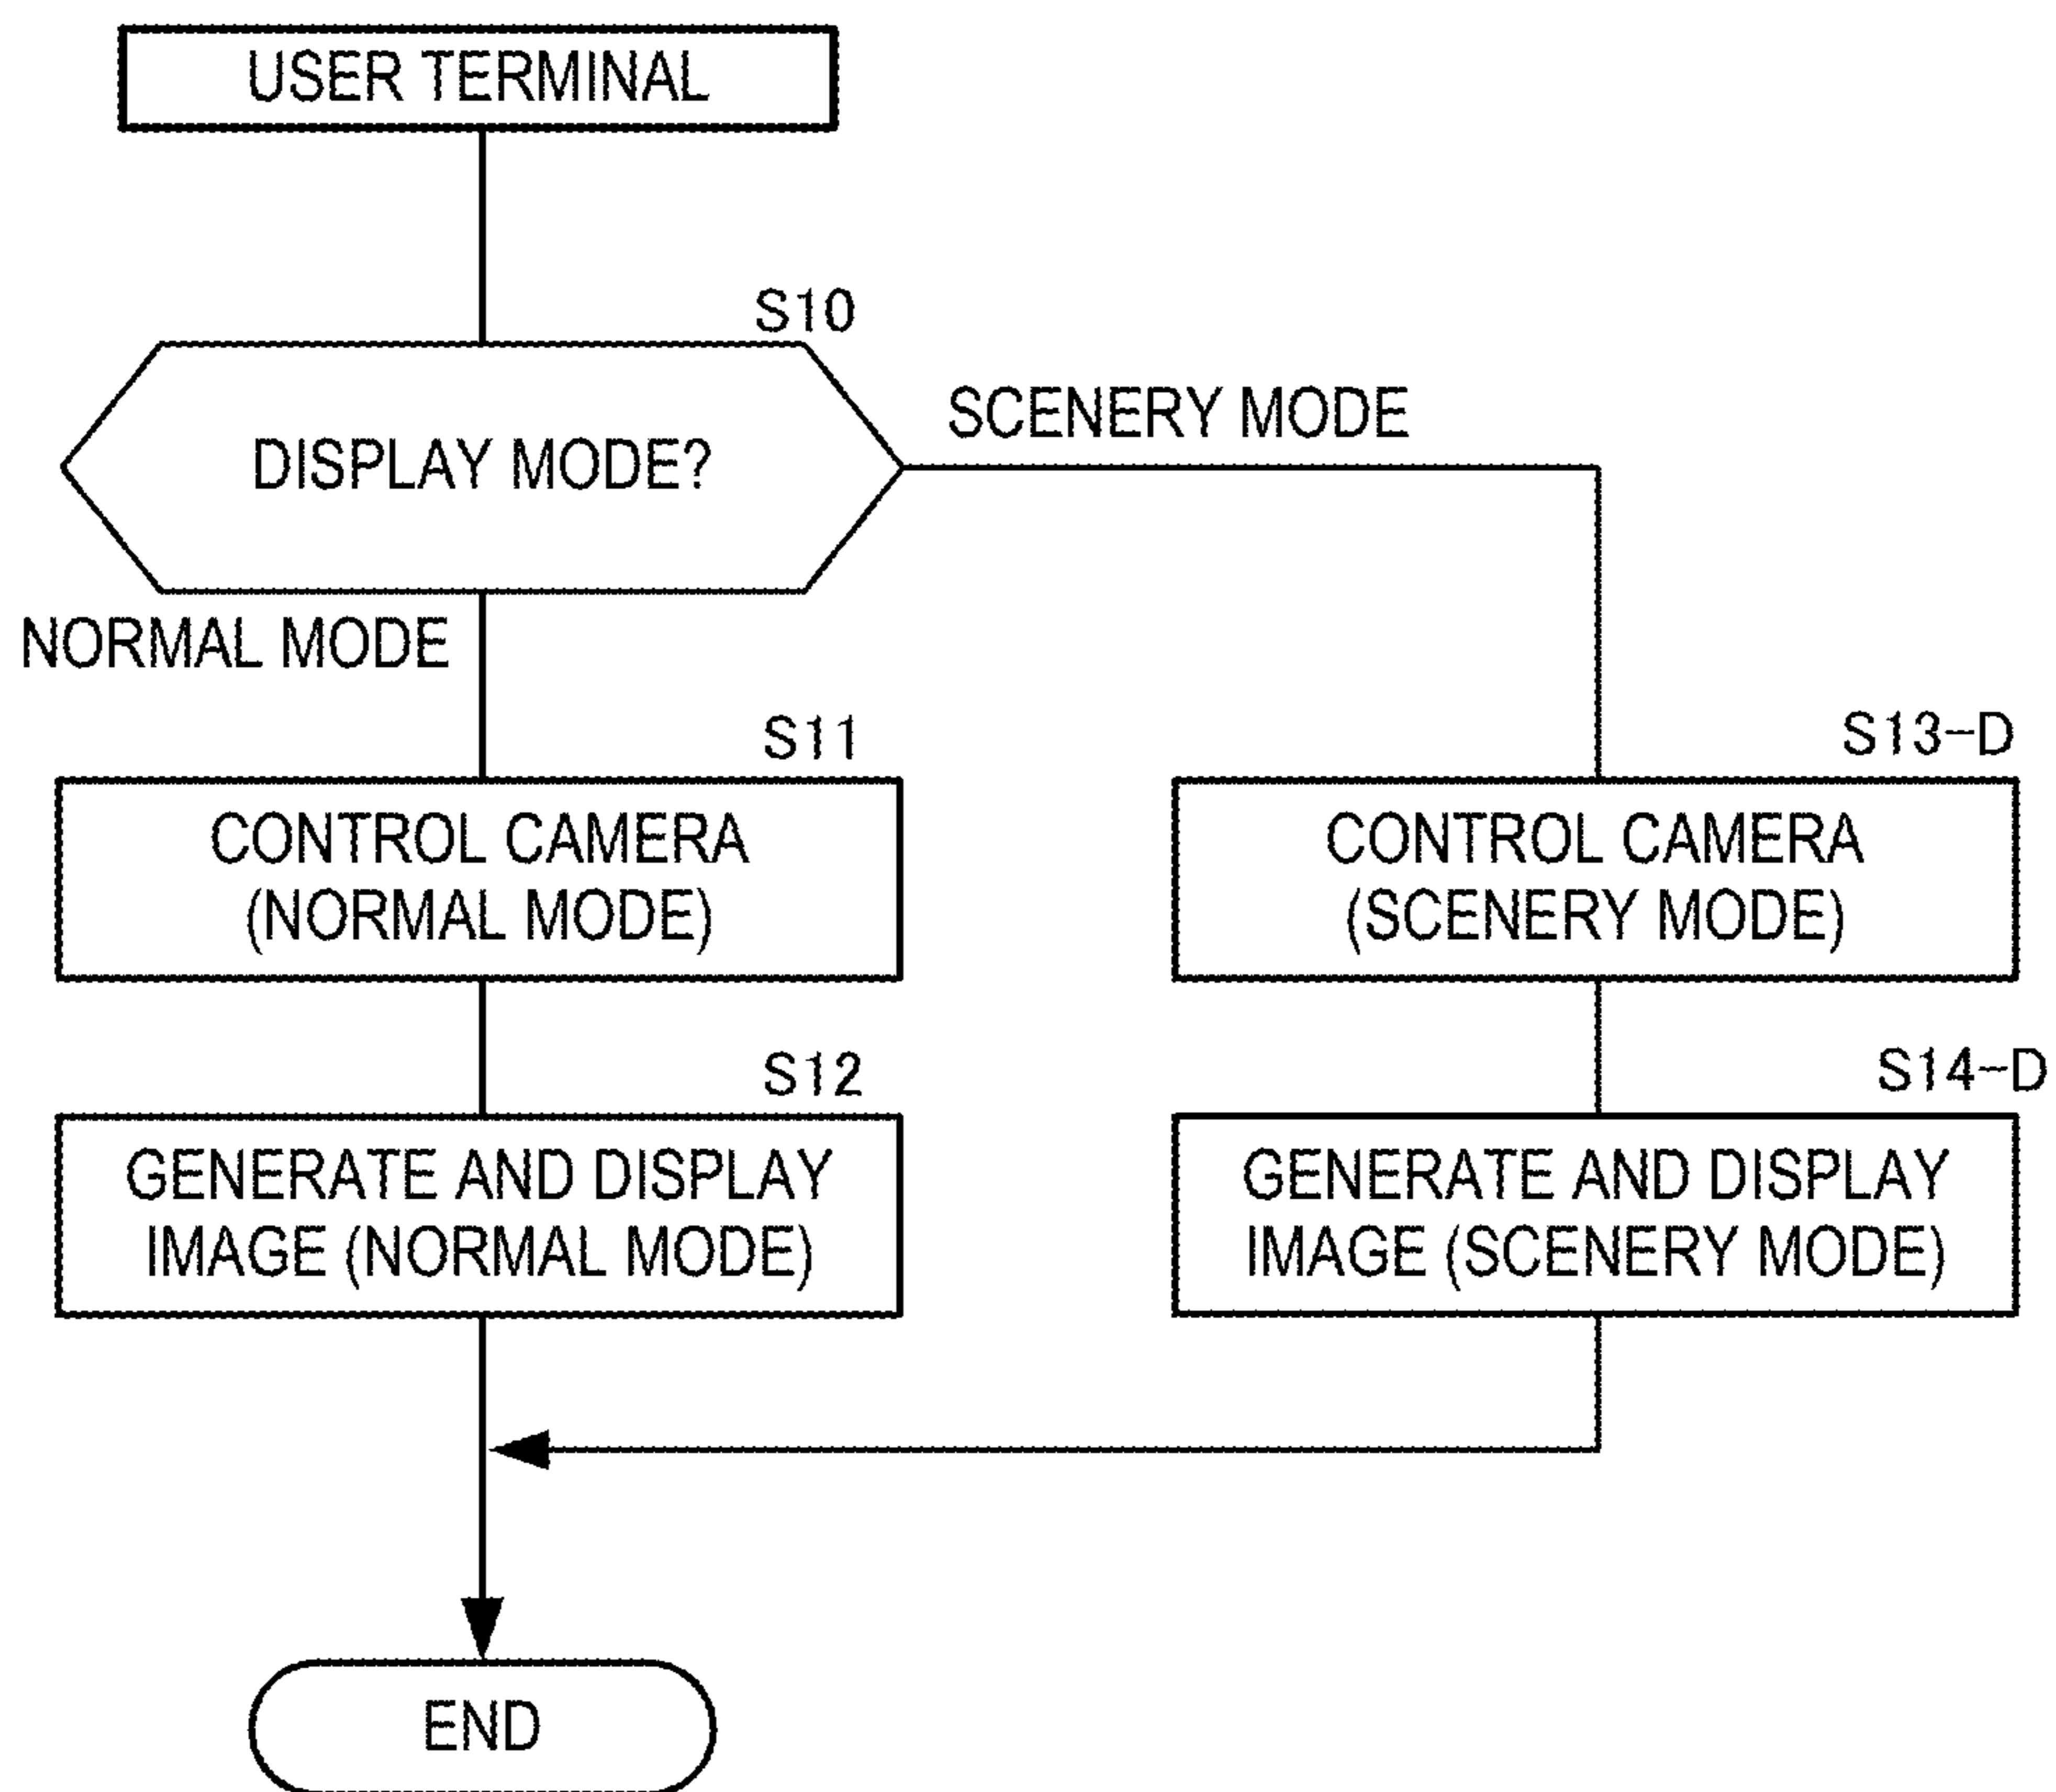 USER TERMINAL
S10
DISPLAY MODE?
SCENERY MODE
NORMAL MODE
S11
CONTROL CAMERA
(NORMAL MODE)
S12
GENERATE AND DISPLAY
IMAGE (NORMAL MODE)
S13-D
CONTROL CAMERA
(SCENERY MODE)
S14-D
GENERATE AND DISPLAY
IMAGE (SCENERY MODE)
END